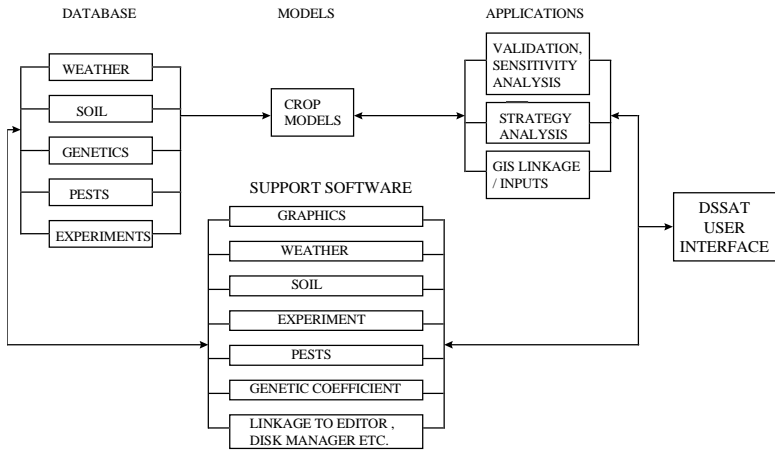 DATABASE
MODELS
APPLICATIONS
WEATHER
SOIL
GENETICS
PESTS
EXPERIMENTS
CROP
MODELS
VALIDATION,
SENSITIVITY
ANALYSIS
STRATEGY
ANALYSIS
GIS LINKAGE
/ INPUTS
SUPPORT SOFTWARE
GRAPHICS
WEATHER
SOIL
EXPERIMENT
PESTS
GENETIC COEFFICIENT
LINKAGE TO EDITOR ,
DISK MANAGER ETC.
DSSAT
USER
INTERFACE